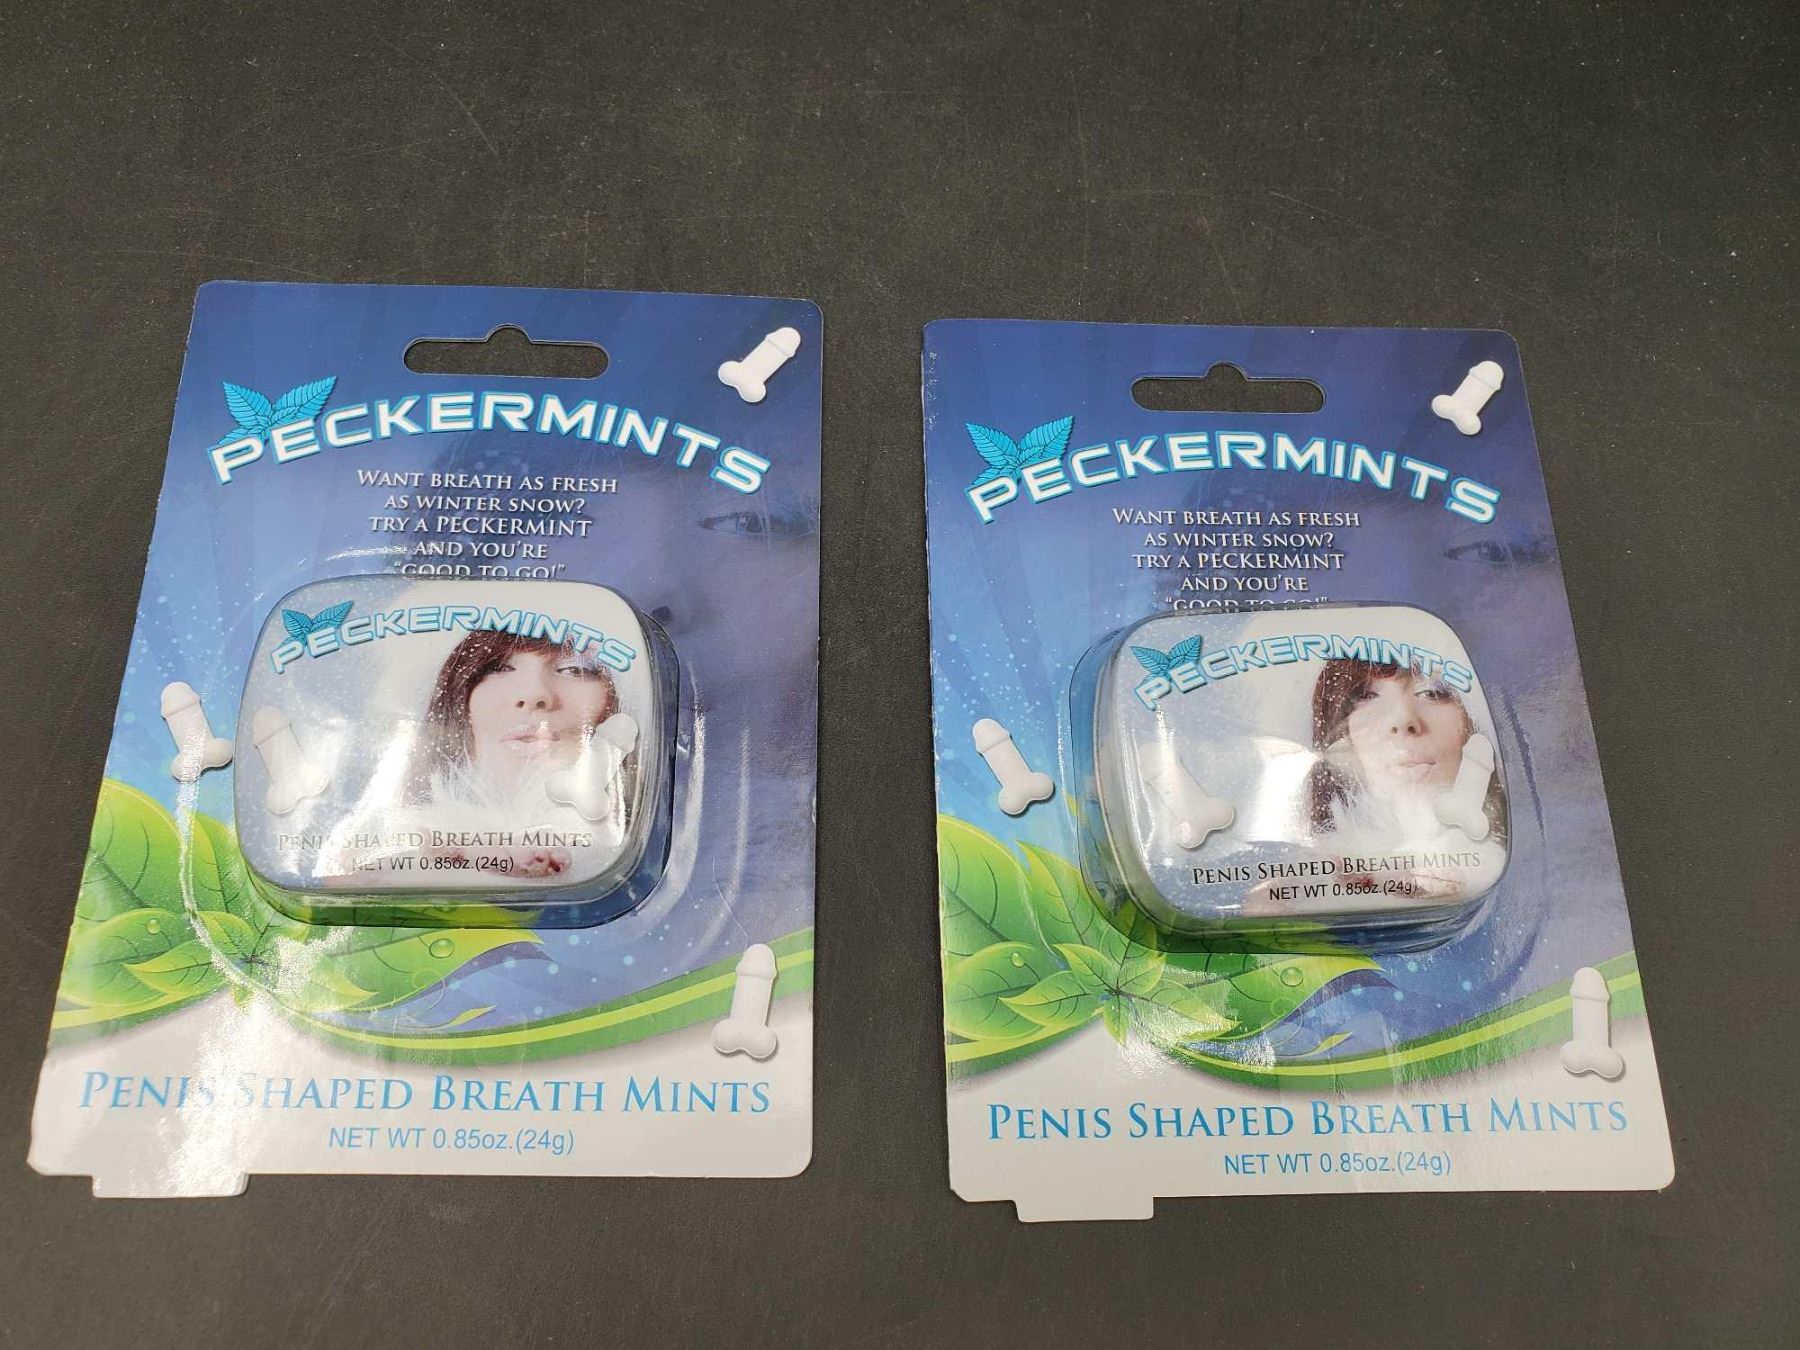 PECKERMINTS
WANT BREATH AS FRESH
AS WINTER SNOW?
TRY A PECKERMINT
AND YOU'RE
"GOOD TO GO!"
PECKERMINTS
PENIS SHAPED BREATH MINTS
NET WT 0.85oz.(24g)
PENIS SHAPED BREATH MINTS
NET WT 0.85oz.(24g)
PECKERMINTS
WANT BREATH AS FRESH
AS WINTER SNOW?
TRY A PECKERMINT
AND YOU'RE
"GOOD TO GO!"
PECKERMINTS
PENIS SHAPED BREATH MINTS
NET WT 0.85oz.(24g)
PENIS SHAPED BREATH MINTS
NET WT 0.85oz.(24g)